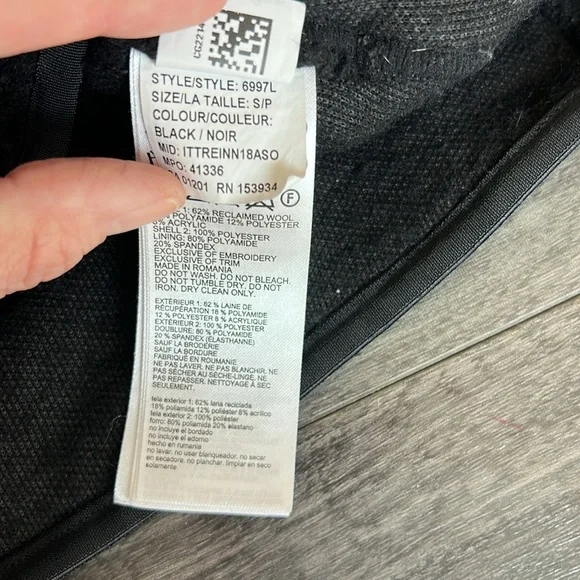 CG2214
STYLE/STYLE: 6997L
SIZE/LA TAILLE: S/P
COLOUR/COULEUR:
BLACK / NOIR
MID: ITTREINN18ASO
MPO: 41336
01201 RN 153934
F
1: 62% RECLAIMED WOOL
POLYAMIDE 12% POLYESTER
8% ACRYLIC
SHELL 2: 100% POLYESTER
LINING: 80% POLYAMIDE
20% SPANDEX
EXCLUSIVE OF EMBROIDERY
EXCLUSIVE OF TRIM
MADE IN ROMANIA
DO NOT WASH. DO NOT BLEACH.
DO NOT TUMBLE DRY. DO NOT
IRON. DRY CLEAN ONLY.
EXTÉRIEUR 1: 62 % LAINE DE
RÉCUPÉRATION 18 % POLYAMIDE
12 % POLYESTER 8 % ACRYLIQUE
EXTÉRIEUR 2: 100 % POLYESTER
DOUBLURE: 80 % POLYAMIDE
20 % SPANDEX (ÉLASTHANNE)
SAUF LA BRODERIE
SAUF LA BORDURE
FABRIQUÉ EN ROUMANIE
NE PAS LAVER. NE PAS BLANCHIR. NE
PAS SÉCHER AU SÈCHE-LINGE. NE
PAS REPASSER. NETTOYAGE À SEC
SEULEMENT.
tela exterior 1: 62% lana reciclada
18% poliamida 12% poliéster 8% acrílico
tela exterior 2: 100% poliéster
forro: 80% poliamida 20% elastano
no incluye el bordado
no incluye el adorno
hecho en rumania
no lavar. no usar blanqueador. no secar
en secadora. no planchar. limpiar en seco
solamente.